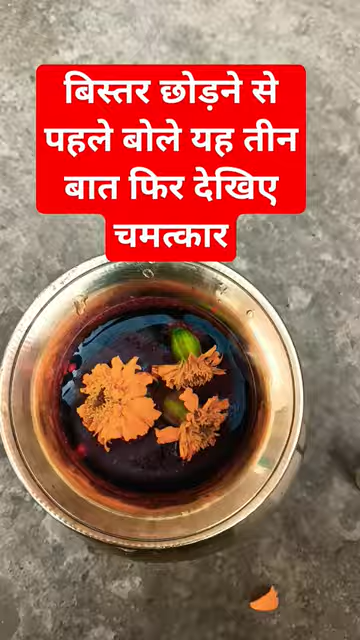 बिस्तर छोड़ने से
पहले बोले यह तीन
बात फिर देखिए
चमत्कार